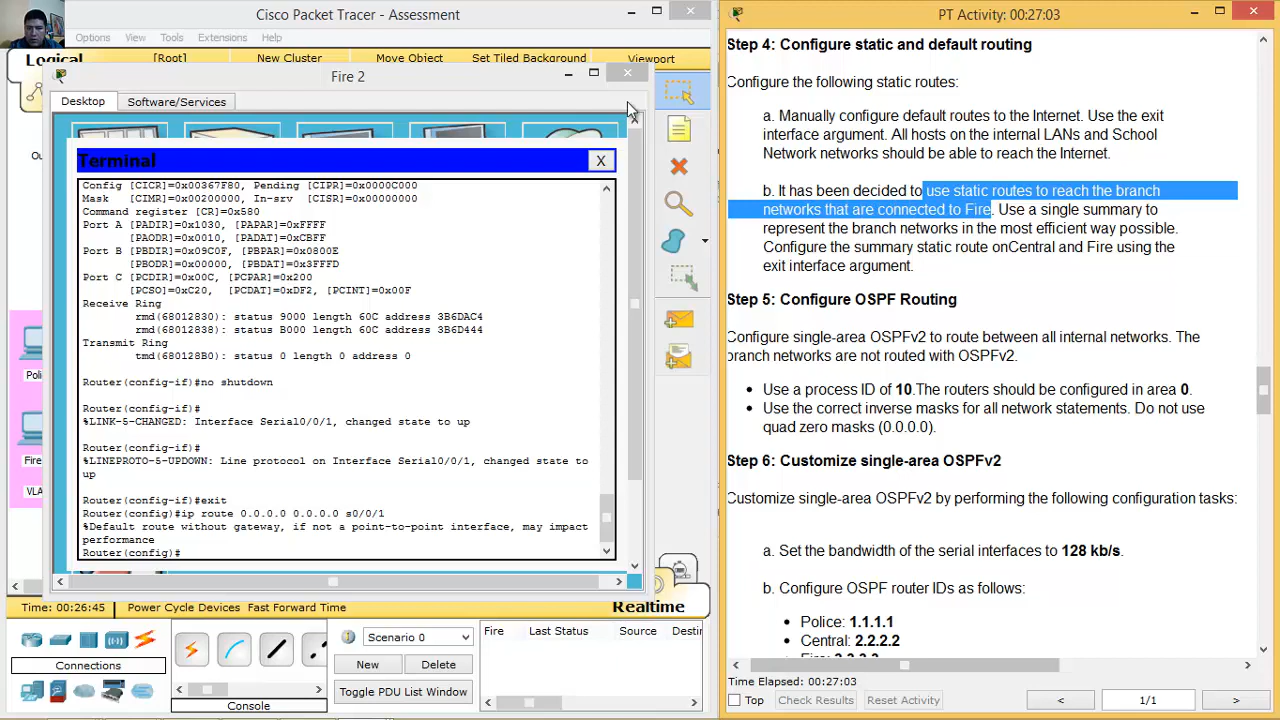 Cisco Packet Tracer - Assessment
Options View Tools Extensions Help
Logical [Root] New Cluster Move Object Set Tiled Background Viewport
Fire 2
Desktop Software/Services
Terminal X
Config [CICR]=0x00367F80, Pending [CIPR]=0x0000C000
Mask [CIMR]=0x00200000, In-srv [CISR]=0x00000000
Command register [CR]=0x580
Port A [PADIR]=0x1030, [PAPAR]=0xFFFF
[PAODR]=0x0010, [PADAT]=0xCBFF
Port B [PBDIR]=0x09C0F, [PBPAR]=0x0800E
[PBODR]=0x00000, [PBDAT]=0x3FFFD
Port C [PCDIR]=0x00C, [PCPAR]=0x200
[PCSO]=0xC20, [PCDAT]=0xDF2, [PCINT]=0x00F
Receive Ring
rmd(68012830): status 9000 length 60C address 3B6DAC4
rmd(68012838): status B000 length 60C address 3B6D444
Transmit Ring
tmd(680128B0): status 0 length 0 address 0
Router(config-if)#no shutdown
Router(config-if)#
%LINK-5-CHANGED: Interface Serial0/0/1, changed state to up
Router(config-if)#
%LINEPROTO-5-UPDOWN: Line protocol on Interface Serial0/0/1, changed state to
up
Router(config-if)#exit
Router(config)#ip route 0.0.0.0 0.0.0.0 s0/0/1
%Default route without gateway, if not a point-to-point interface, may impact
performance
Router(config)#
Time: 00:26:45 Power Cycle Devices Fast Forward Time Realtime
Scenario 0
New Delete
Toggle PDU List Window
Fire Last Status Source Destin
Connections
Console
PT Activity: 00:27:03
Step 4: Configure static and default routing
Configure the following static routes:
a. Manually configure default routes to the Internet. Use the exit
interface argument. All hosts on the internal LANs and School
Network networks should be able to reach the Internet.
b. It has been decided to use static routes to reach the branch
networks that are connected to Fire. Use a single summary to
represent the branch networks in the most efficient way possible.
Configure the summary static route onCentral and Fire using the
exit interface argument.
Step 5: Configure OSPF Routing
Configure single-area OSPFv2 to route between all internal networks. The
branch networks are not routed with OSPFv2.
• Use a process ID of 10.The routers should be configured in area 0.
• Use the correct inverse masks for all network statements. Do not use
quad zero masks (0.0.0.0).
Step 6: Customize single-area OSPFv2
Customize single-area OSPFv2 by performing the following configuration tasks:
a. Set the bandwidth of the serial interfaces to 128 kb/s.
b. Configure OSPF router IDs as follows:
• Police: 1.1.1.1
• Central: 2.2.2.2
Time Elapsed: 00:27:03
Top Check Results Reset Activity < 1/1 >